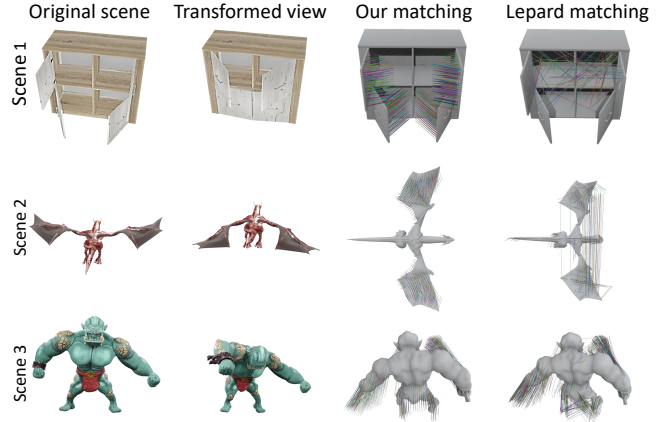 Original scene
Transformed view
Our matching
Lepard matching
Scene 1
Scene 2
Scene 3